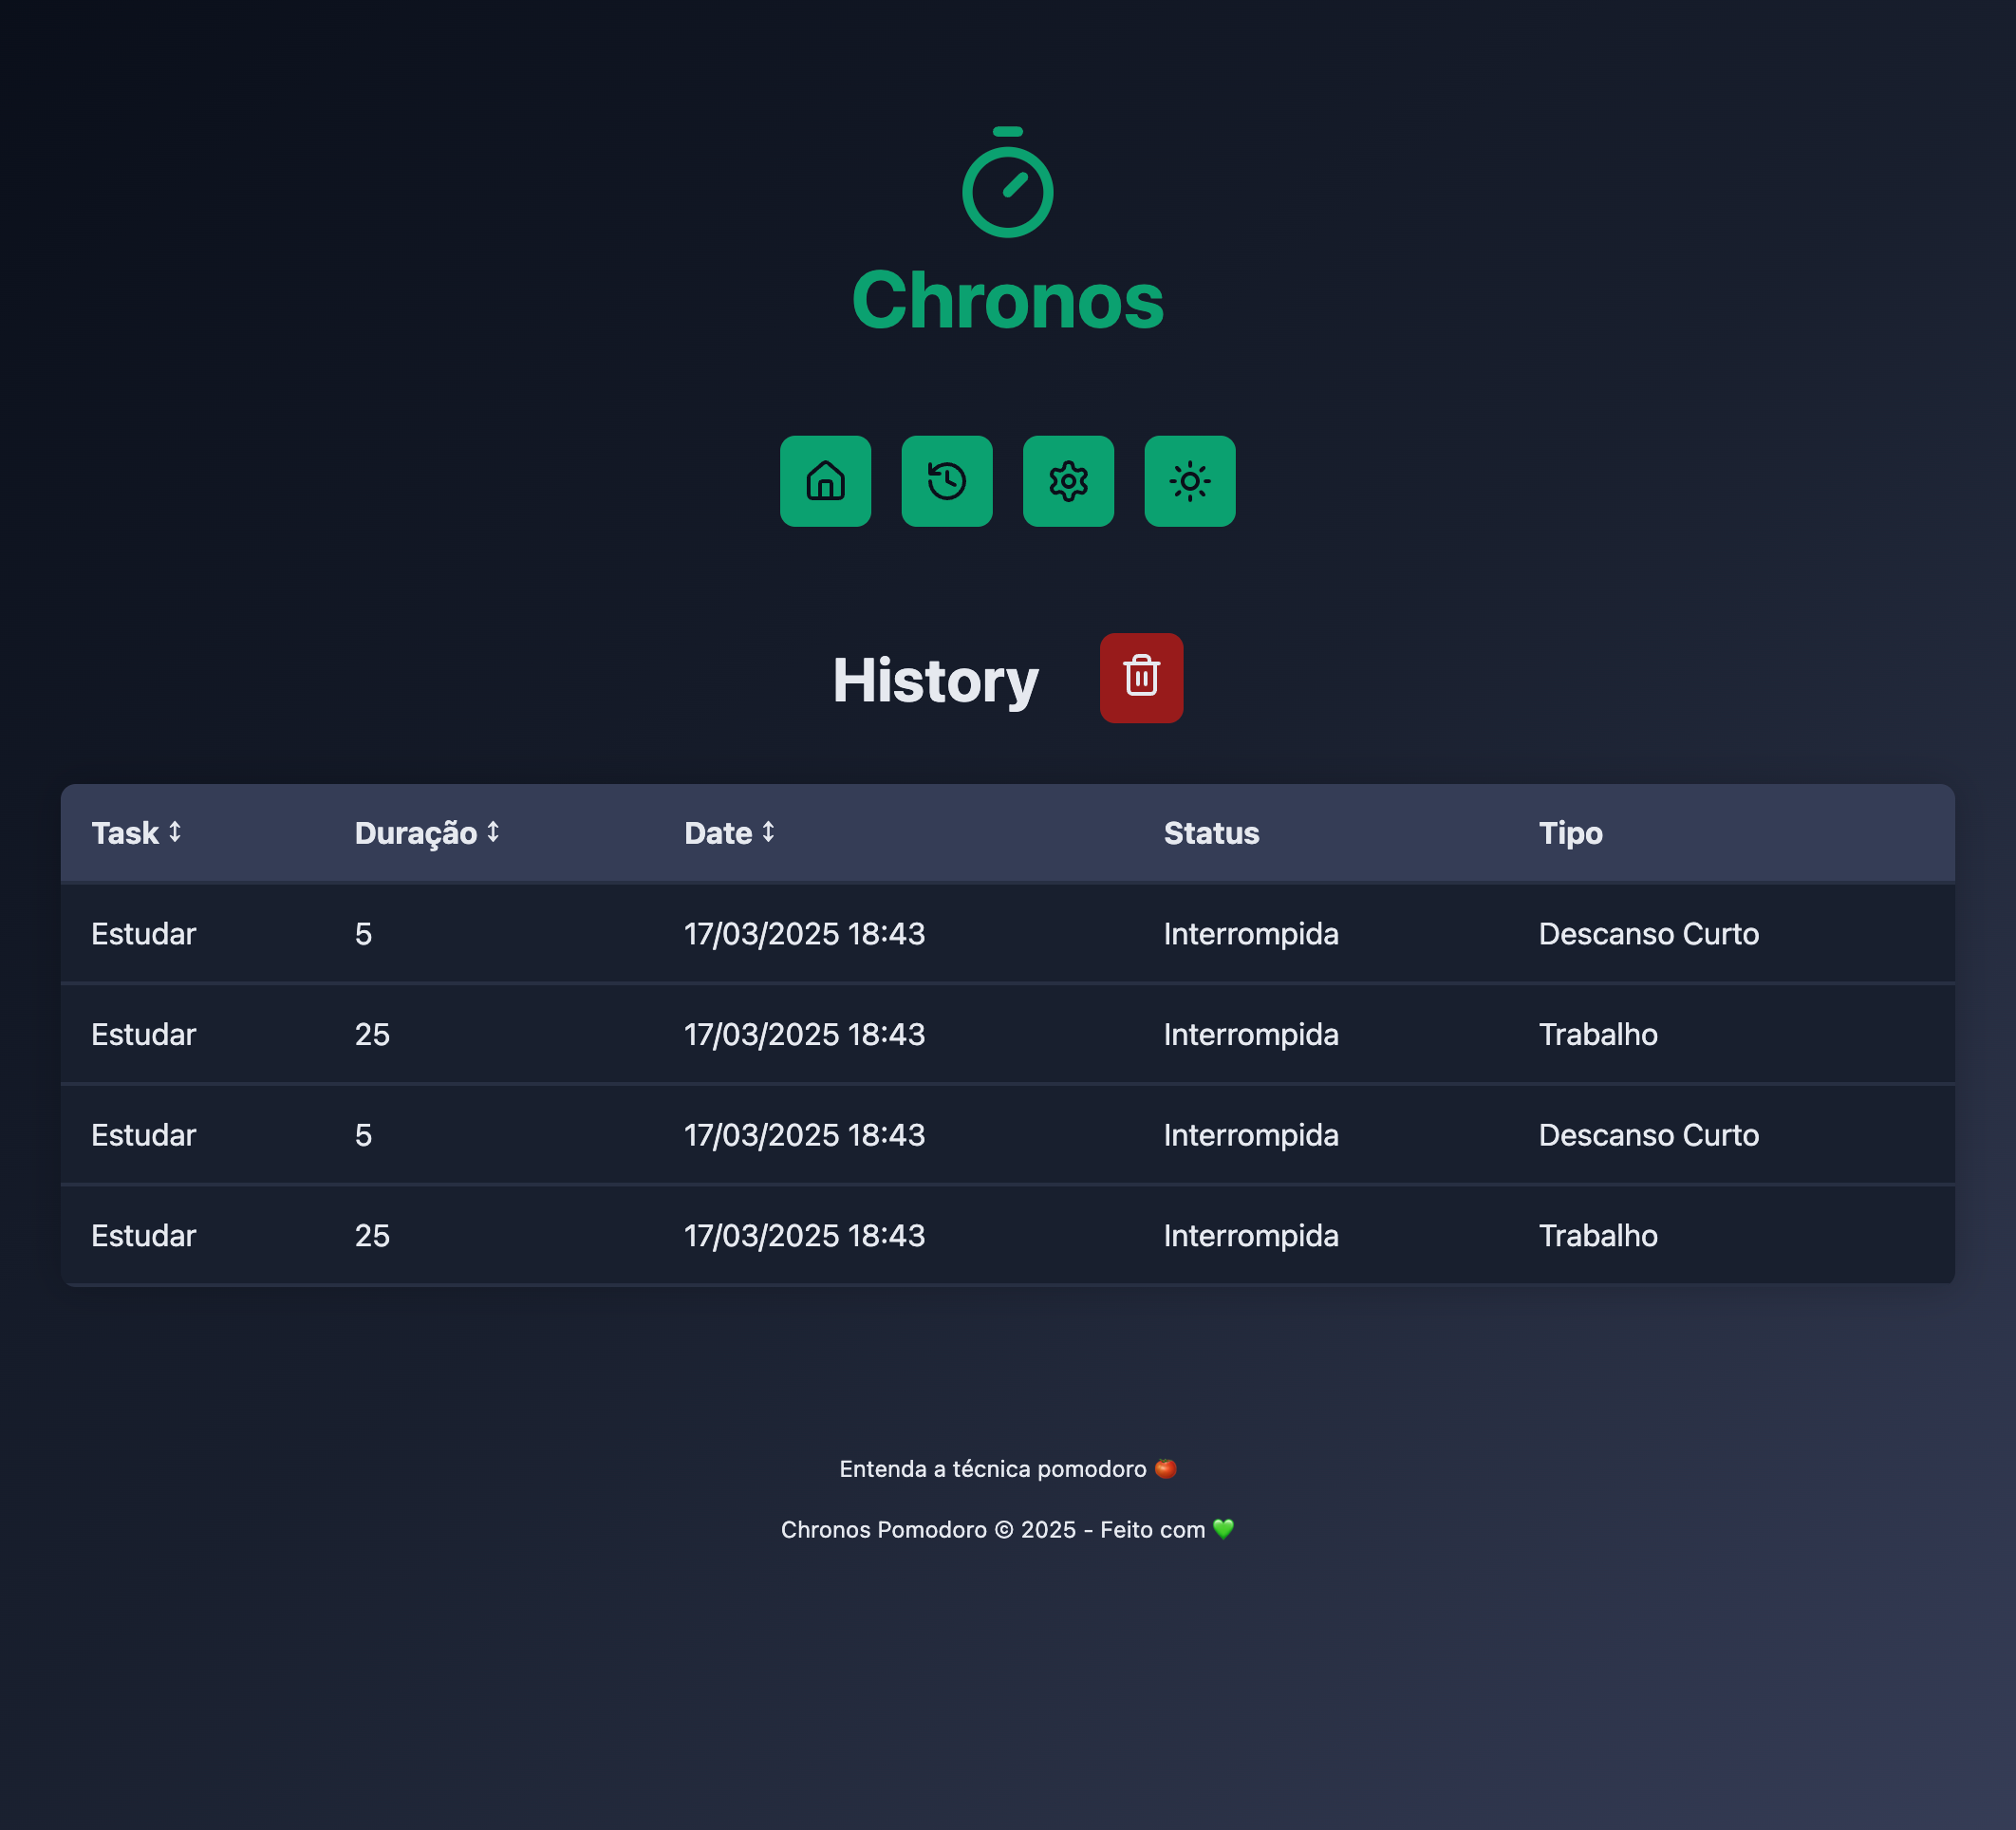 Chronos
History
Task ↕ Duração ↕ Date ↕ Status Tipo
Estudar 5 17/03/2025 18:43 Interrompida Descanso Curto
Estudar 25 17/03/2025 18:43 Interrompida Trabalho
Estudar 5 17/03/2025 18:43 Interrompida Descanso Curto
Estudar 25 17/03/2025 18:43 Interrompida Trabalho
Entenda a técnica pomodoro 🍅
Chronos Pomodoro © 2025 - Feito com 💚